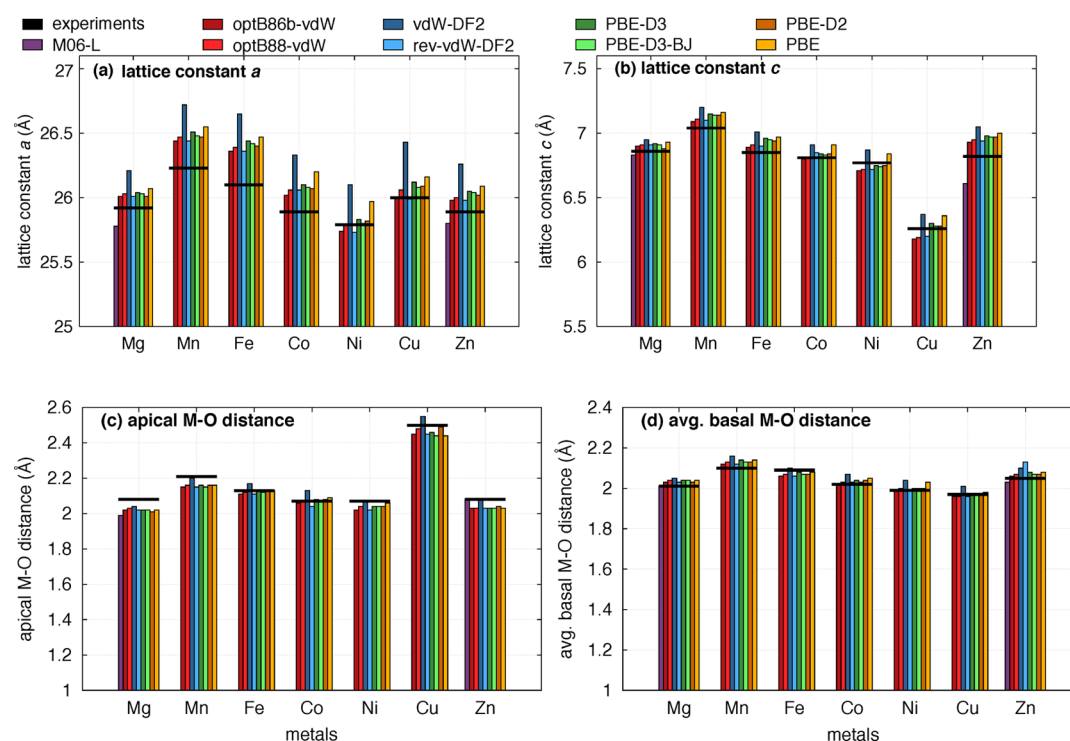 experiments optB86b-vdW vdW-DF2 PBE-D3 PBE-D2
M06-L optB88-vdW rev-vdW-DF2 PBE-D3-BJ PBE
(a) lattice constant a
lattice constant a (Å)
27
26.5
26
25.5
25
Mg Mn Fe Co Ni Cu Zn
(b) lattice constant c
lattice constant c (Å)
7.5
7
6.5
6
5.5
Mg Mn Fe Co Ni Cu Zn
(c) apical M-O distance
apical M-O distance (Å)
2.6
2.4
2.2
2
1.8
1.6
1.4
1.2
1
Mg Mn Fe Co Ni Cu Zn
metals
(d) avg. basal M-O distance
avg. basal M-O distance (Å)
2.4
2.2
2
1.8
1.6
1.4
1.2
1
Mg Mn Fe Co Ni Cu Zn
metals